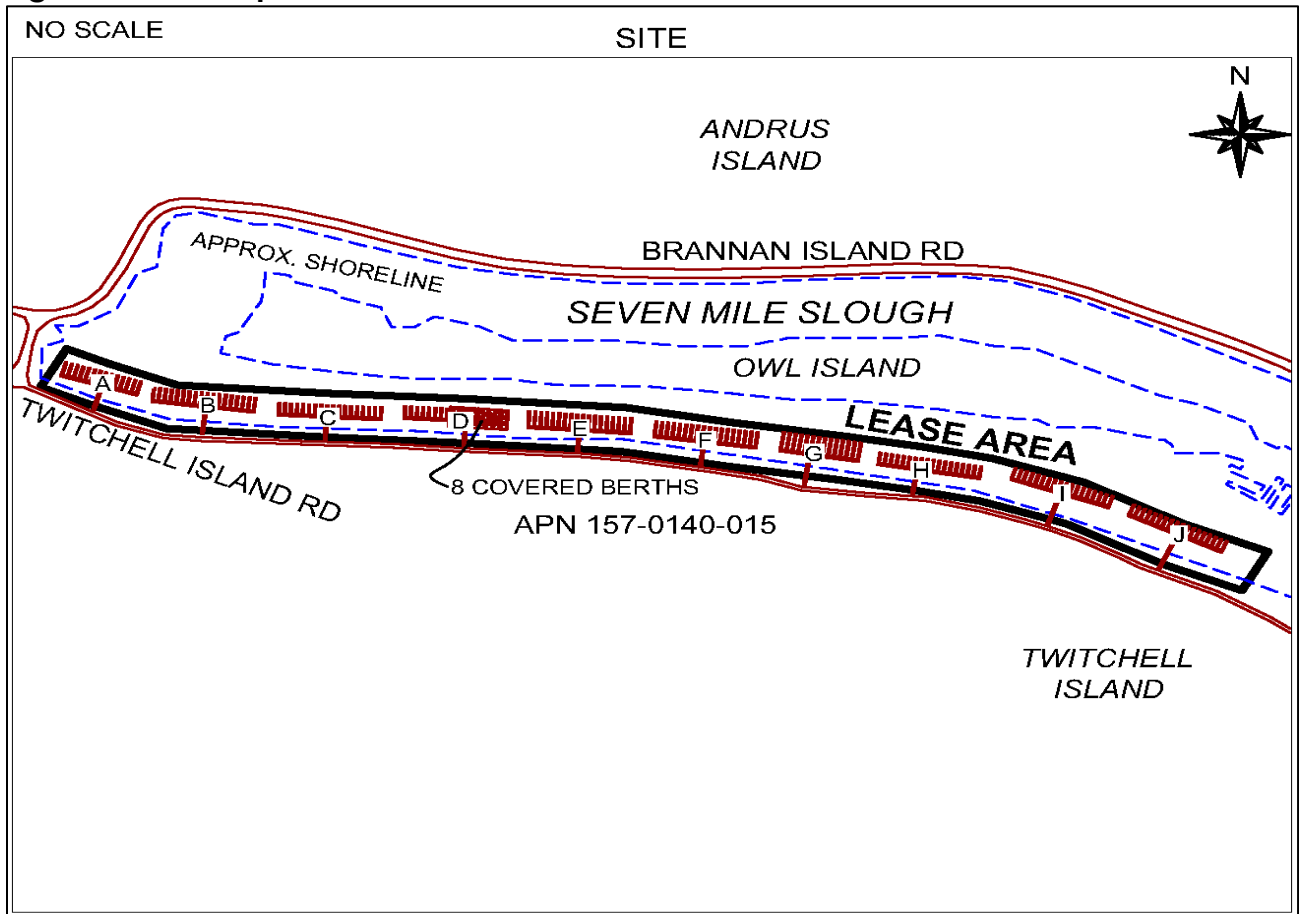 NO SCALE
SITE
N
ANDRUS
ISLAND
BRANNAN ISLAND RD
APPROX. SHORELINE
SEVEN MILE SLOUGH
OWL ISLAND
LEASE AREA
A
B
C
D
E
F
G
H
I
J
TWITCHELL ISLAND RD
8 COVERED BERTHS
APN 157-0140-015
TWITCHELL
ISLAND